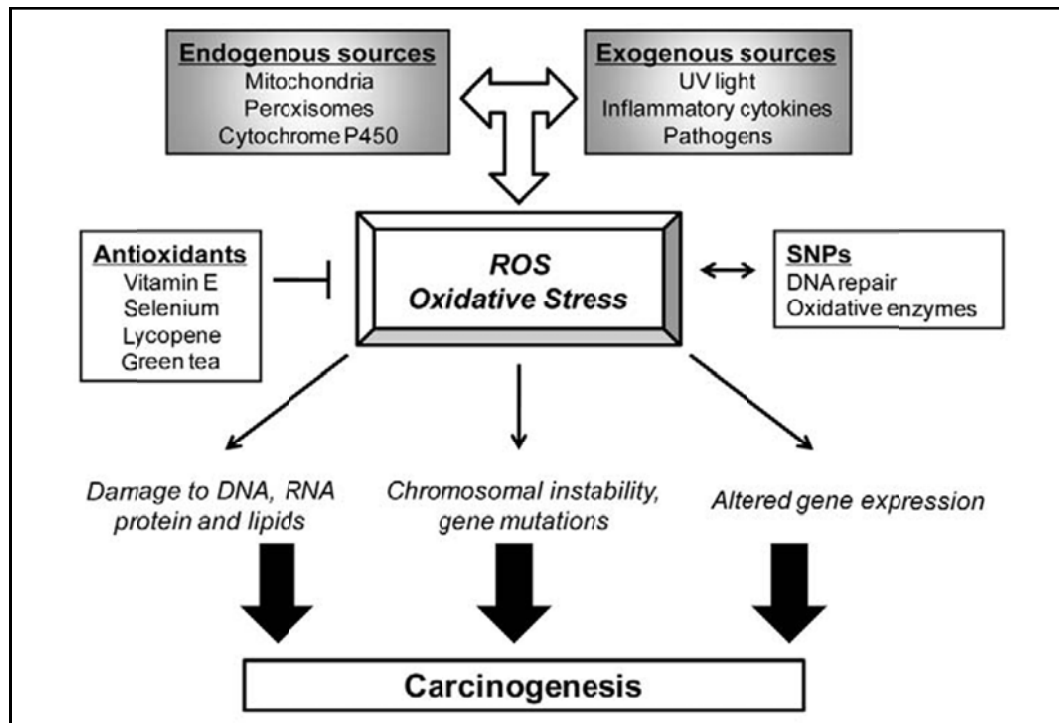 Endogenous sources
Mitochondria
Peroxisomes
Cytochrome P450
Exogenous sources
UV light
Inflammatory cytokines
Pathogens
Antioxidants
Vitamin E
Selenium
Lycopene
Green tea
ROS
Oxidative Stress
SNPs
DNA repair
Oxidative enzymes
Damage to DNA, RNA
protein and lipids
Chromosomal instability,
gene mutations
Altered gene expression
Carcinogenesis